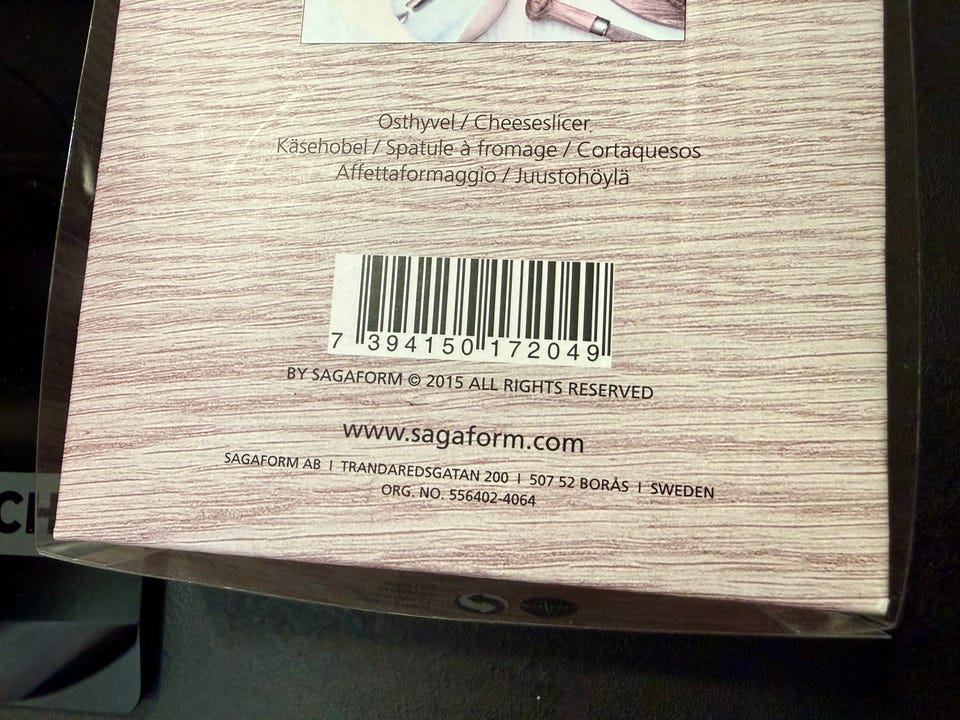 Osthyvel / Cheeseslicer
Käsehobel / Spatule à fromage / Cortaquesos
Affettaformaggio / Juustohöylä
7 394150 172049
BY SAGAFORM © 2015 ALL RIGHTS RESERVED
www.sagaform.com
SAGAFORM AB I TRANDAREDSGATAN 200 I 507 52 BORÅS I SWEDEN
ORG. NO. 556402-4064
CH